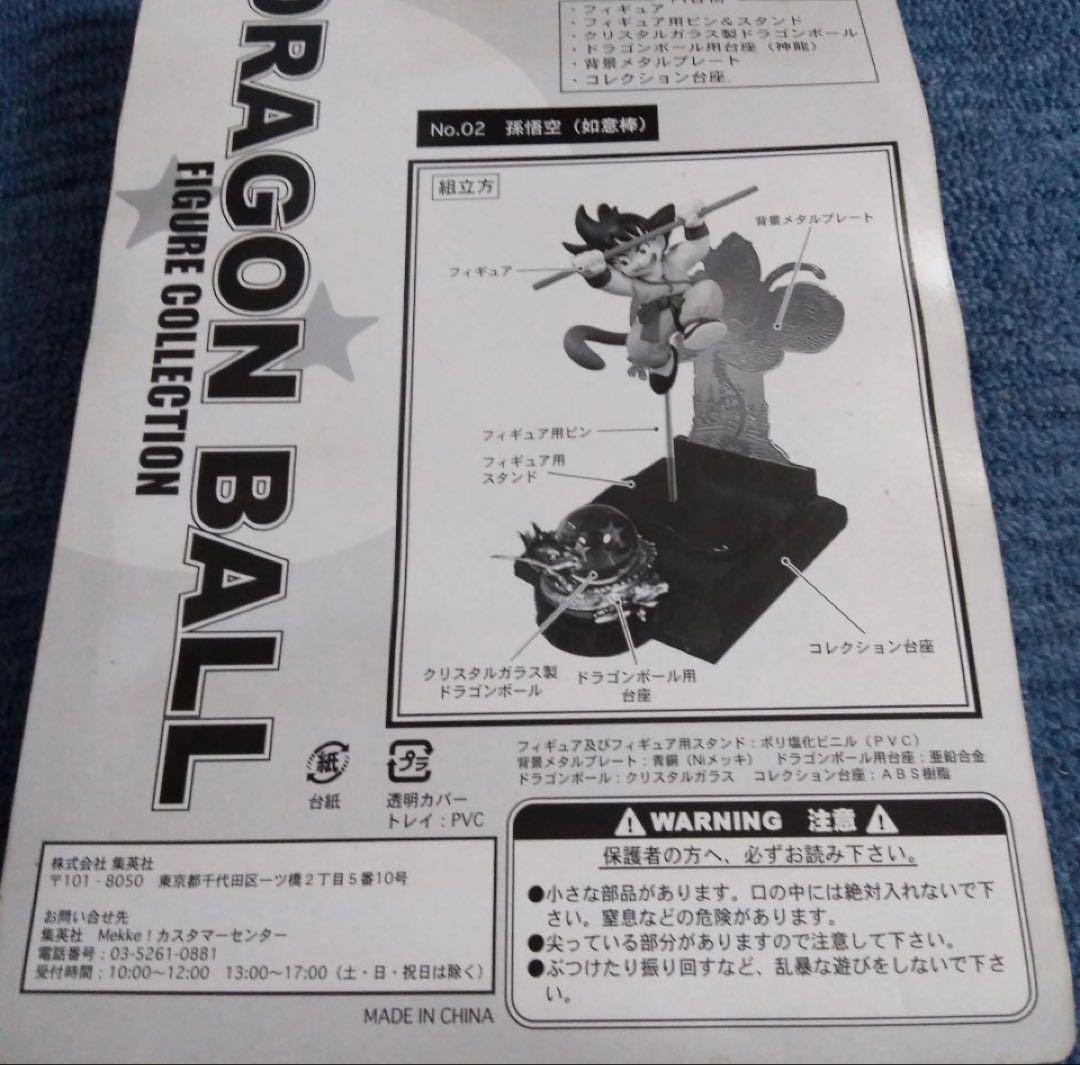 DRAGON BALL
FIGURE COLLECTION
・フィギュア
・フィギュア用ピン＆スタンド
・クリスタルガラス製ドラゴンボール
・ドラゴンボール用台座（神龍）
・背景メタルプレート
・コレクション台座
No.02 孫悟空（如意棒）
組立方
背景メタルプレート
フィギュア
フィギュア用ピン
フィギュア用
スタンド
コレクション台座
クリスタルガラス製
ドラゴンボール
ドラゴンボール用
台座
フィギュア及びフィギュア用スタンド：ポリ塩化ビニル（ＰＶＣ）
背景メタルプレート：青銅（Niメッキ） ドラゴンボール用台座：亜鉛合金
ドラゴンボール：クリスタルガラス コレクション台座：ＡＢＳ樹脂
紙
台紙
プラ
透明カバー
トレイ：PVC
WARNING 注意
保護者の方へ、必ずお読み下さい。
●小さな部品があります。口の中には絶対入れないで下
さい。窒息などの危険があります。
●尖っている部分がありますので注意して下さい。
●ぶつけたり振り回すなど、乱暴な遊びをしないで下さ
い。
株式会社 集英社
〒101-8050 東京都千代田区一ツ橋２丁目５番10号
お問い合せ先
集英社 Mekke！カスタマーセンター
電話番号：03-5261-0881
受付時間：10:00～12:00 13:00～17:00（土・日・祝日は除く）
MADE IN CHINA